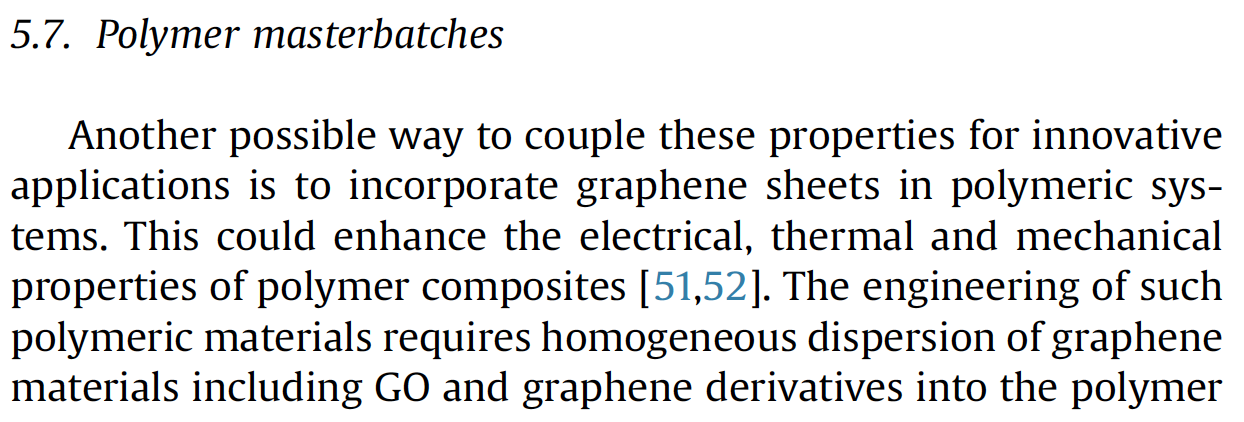 5.7. Polymer masterbatches
Another possible way to couple these properties for innovative
applications is to incorporate graphene sheets in polymeric sys-
tems. This could enhance the electrical, thermal and mechanical
properties of polymer composites [51,52]. The engineering of such
polymeric materials requires homogeneous dispersion of graphene
materials including GO and graphene derivatives into the polymer